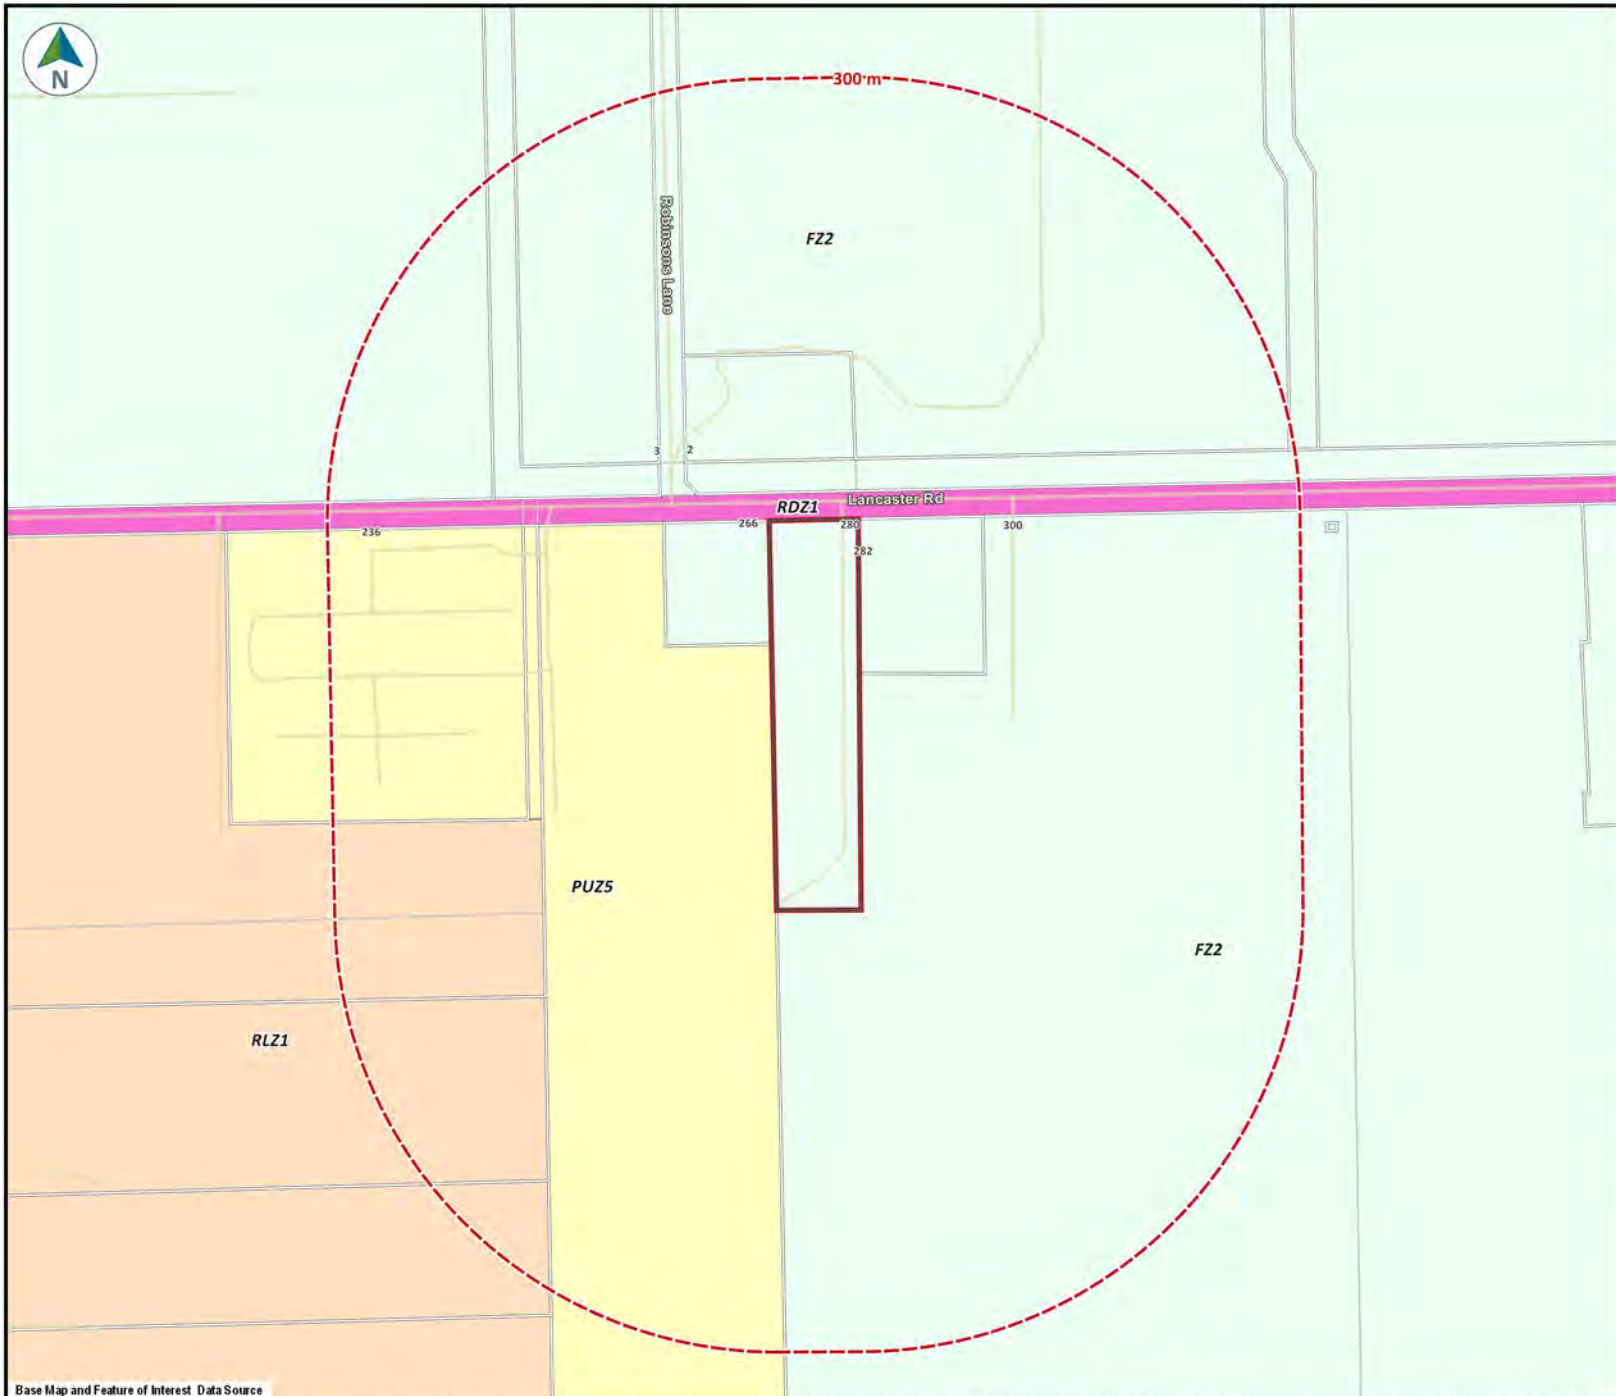 N
300 m
Robinsons Lane
FZ2
3
2
RDZ1
Lancaster Rd
236
266
280
300
282
PUZ5
FZ2
RLZ1
Base Map and Feature of Interest Data Source